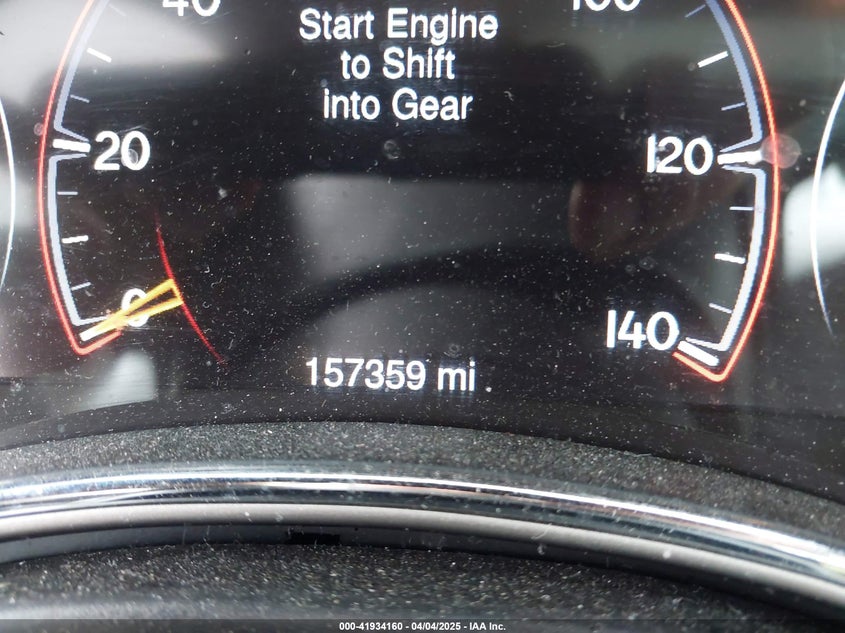 40
Start Engine
100
to Shift
into Gear
20
120
0
140
157359 mi
000-41934160 - 04/04/2025 - IAA Inc.